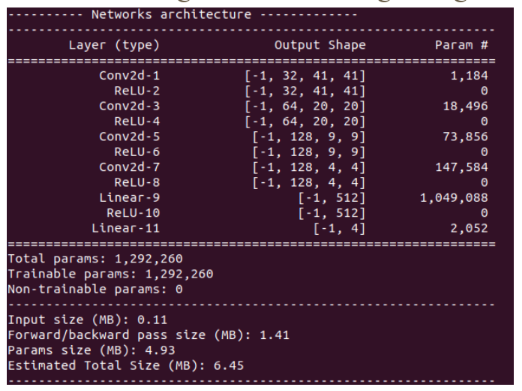 ---------- Networks architecture -------------
----------------------------------------------------------------
Layer (type) Output Shape Param #
================================================================
Conv2d-1 [-1, 32, 41, 41] 1,184
ReLU-2 [-1, 32, 41, 41] 0
Conv2d-3 [-1, 64, 20, 20] 18,496
ReLU-4 [-1, 64, 20, 20] 0
Conv2d-5 [-1, 128, 9, 9] 73,856
ReLU-6 [-1, 128, 9, 9] 0
Conv2d-7 [-1, 128, 4, 4] 147,584
ReLU-8 [-1, 128, 4, 4] 0
Linear-9 [-1, 512] 1,049,088
ReLU-10 [-1, 512] 0
Linear-11 [-1, 4] 2,052
================================================================
Total params: 1,292,260
Trainable params: 1,292,260
Non-trainable params: 0
----------------------------------------------------------------
Input size (MB): 0.11
Forward/backward pass size (MB): 1.41
Params size (MB): 4.93
Estimated Total Size (MB): 6.45
----------------------------------------------------------------